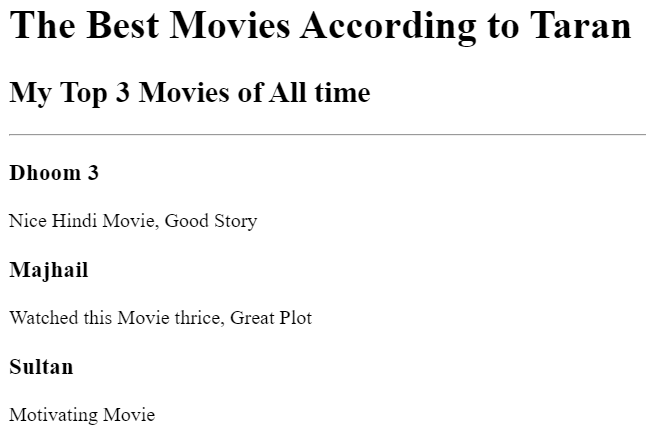 The Best Movies According to Taran
My Top 3 Movies of All time
Dhoom 3
Nice Hindi Movie, Good Story
Majhail
Watched this Movie thrice, Great Plot
Sultan
Motivating Movie